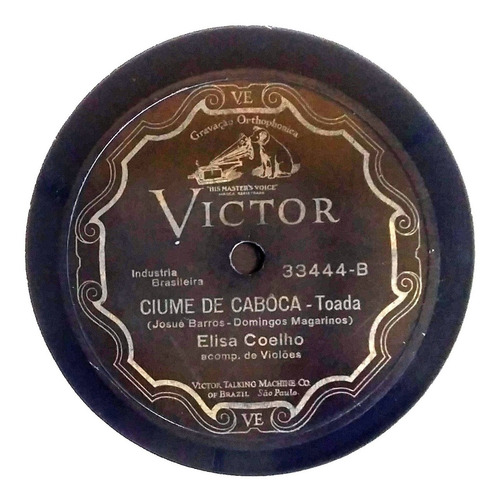 VE
Gravação Orthophonica
"HIS MASTER'S VOICE"
VICTOR
Industria
Brasileira
33444-B
CIUME DE CABOCA - Toada
(Josué Barros - Domingos Magarinos)
Elisa Coelho
acomp. de Violões
VICTOR TALKING MACHINE CO.
OF BRAZIL São Paulo.
VE